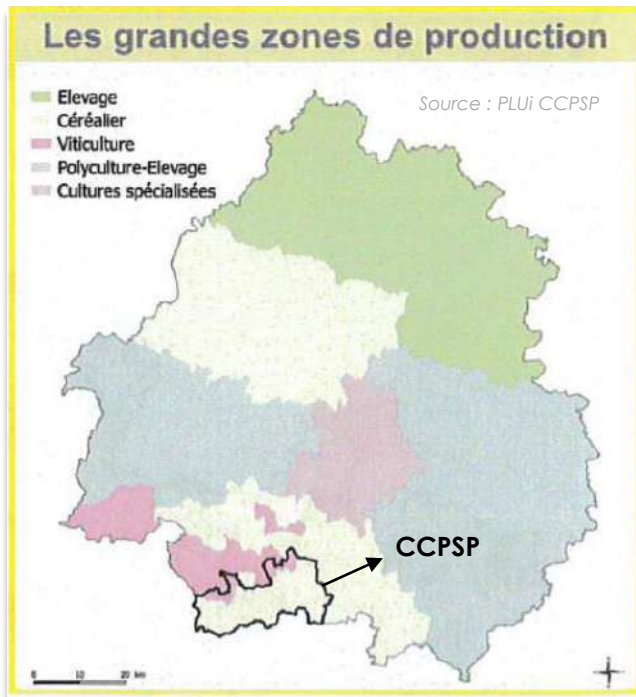 Les grandes zones de production
Source : PLUi CCPSP
Elevage
Céréalier
Viticulture
Polyculture-Elevage
Cultures spécialisées
CCPSP
0 10 20 km